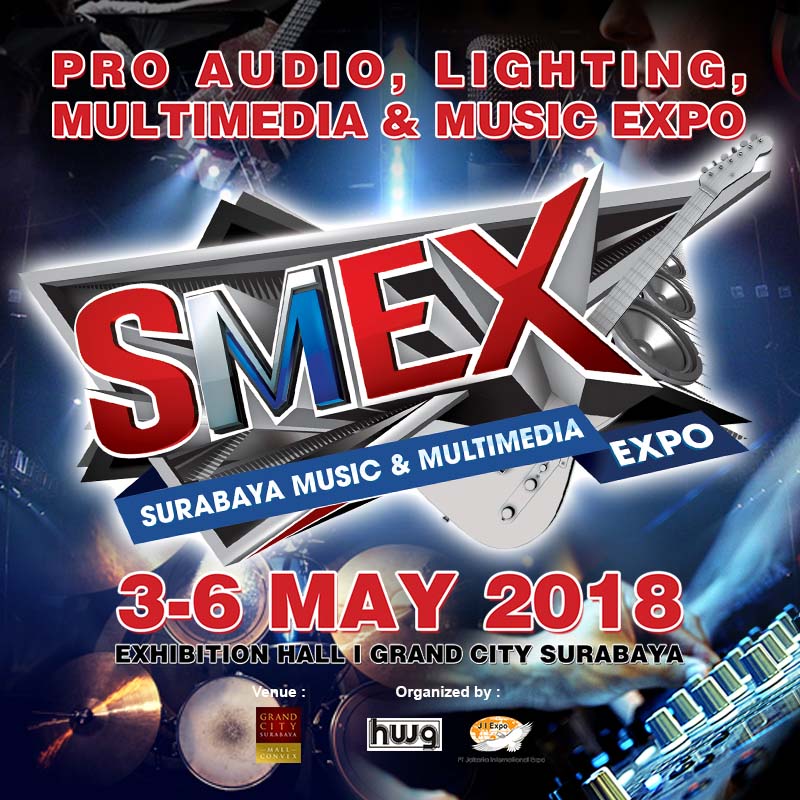 PRO AUDIO, LIGHTING,
MULTIMEDIA & MUSIC EXPO
SMEX
SURABAYA MUSIC & MULTIMEDIA EXPO
3-6 MAY 2018
EXHIBITION HALL I GRAND CITY SURABAYA
Venue :
Organized by :
GRAND
CITY
SURABAYA
MALL
CONVEX
hwg
J I Expo
PT Jakarta International Expo